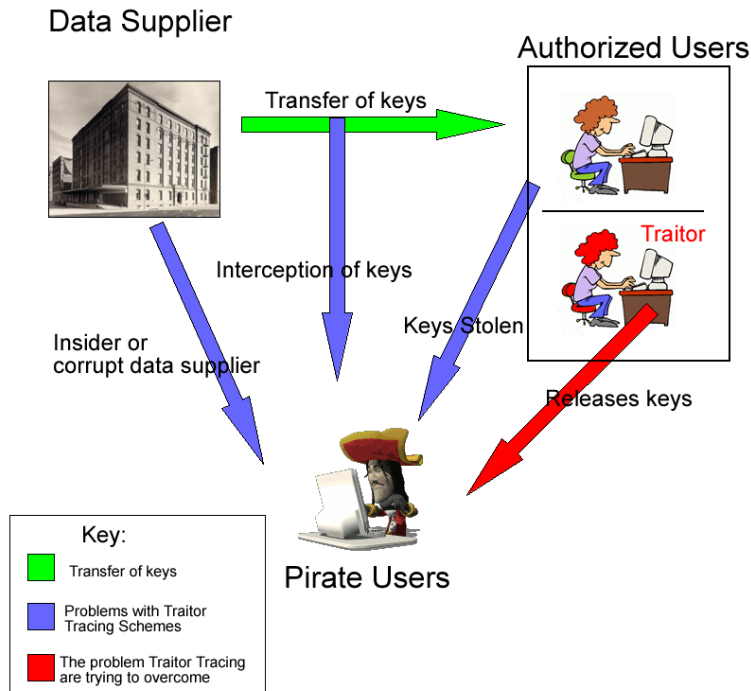 Data Supplier
Authorized Users
Transfer of keys
Traitor
Interception of keys
Keys Stolen
Insider or
corrupt data supplier
Releases keys
Pirate Users
Key:
Transfer of keys
Problems with Traitor
Tracing Schemes
The problem Traitor Tracing
are trying to overcome